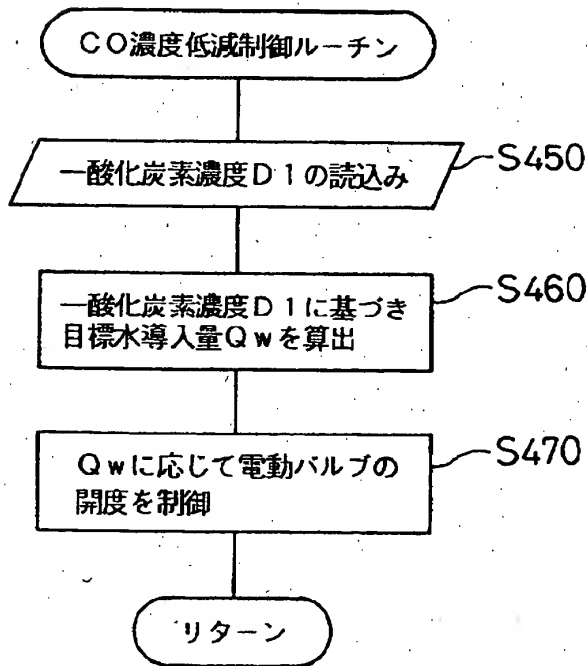 CO濃度低減制御ルーチン
一酸化炭素濃度D1の読込み
S450
一酸化炭素濃度D1に基づき
目標水導入量Qwを算出
S460
Qwに応じて電動バルブの
開度を制御
S470
リターン